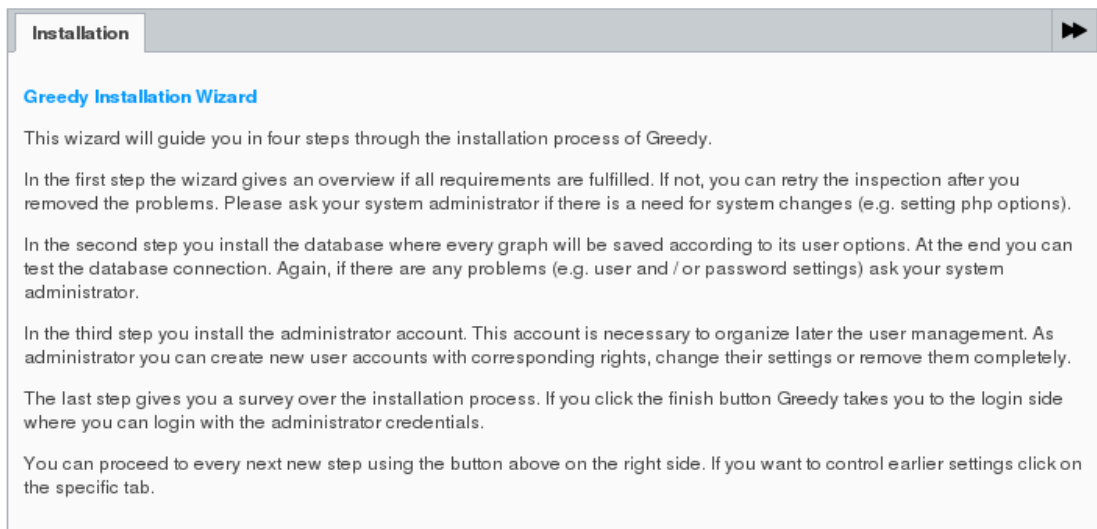 Installation
Greedy Installation Wizard
This wizard will guide you in four steps through the installation process of Greedy.
In the first step the wizard gives an overview if all requirements are fulfilled. If not, you can retry the inspection after you
removed the problems. Please ask your system administrator if there is a need for system changes (e.g. setting php options).
In the second step you install the database where every graph will be saved according to its user options. At the end you can
test the database connection. Again, if there are any problems (e.g. user and / or password settings) ask your system
administrator.
In the third step you install the administrator account. This account is necessary to organize later the user management. As
administrator you can create new user accounts with corresponding rights, change their settings or remove them completely.
The last step gives you a survey over the installation process. If you click the finish button Greedy takes you to the login side
where you can login with the administrator credentials.
You can proceed to every next new step using the button above on the right side. If you want to control earlier settings click on
the specific tab.